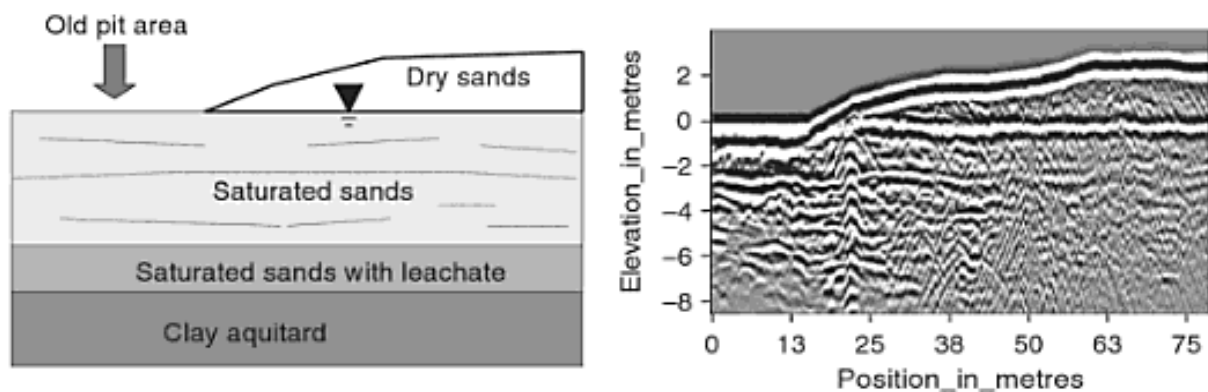 Old pit area
Dry sands
Saturated sands
Saturated sands with leachate
Clay aquitard
Elevation_in_metres
2
0
−2
−4
−6
−8
0 13 25 38 50 63 75
Position_in_metres